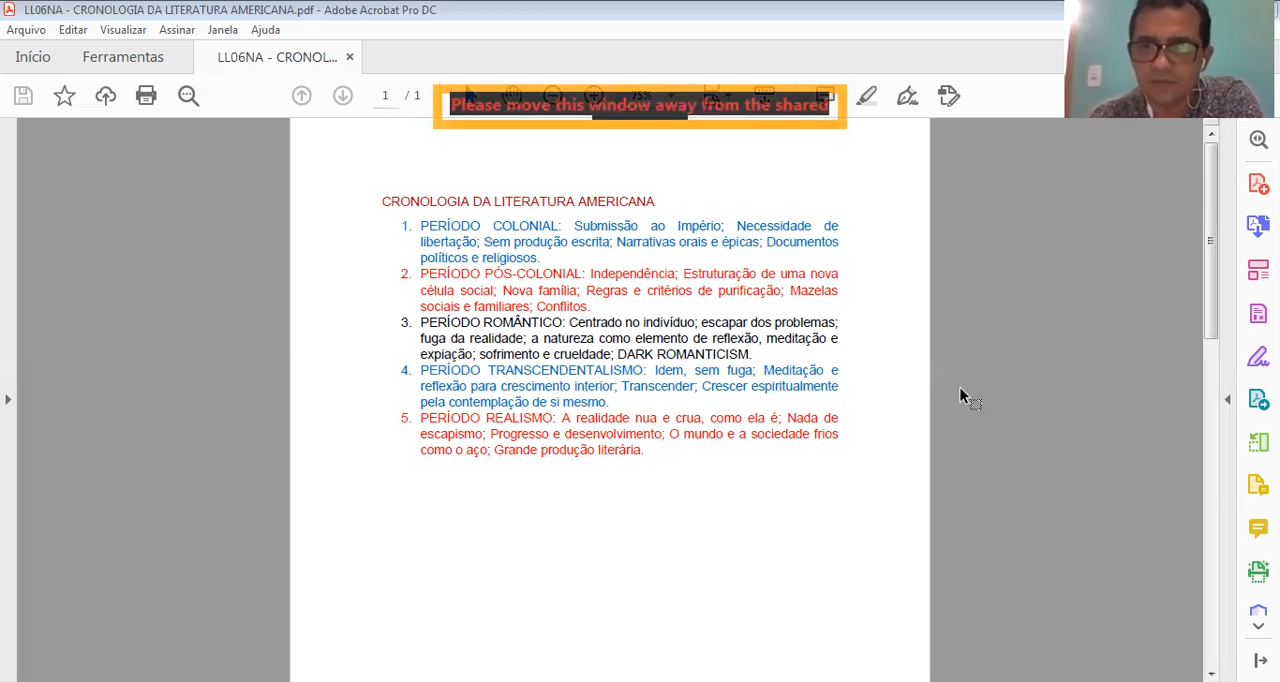 LL06NA - CRONOLOGIA DA LITERATURA AMERICANA.pdf - Adobe Acrobat Pro DC
Arquivo Editar Visualizar Assinar Janela Ajuda
Início Ferramentas LL06NA - CRONOL... ×
1 / 1 75%
Please move this window away from the shared
CRONOLOGIA DA LITERATURA AMERICANA
1. PERÍODO COLONIAL: Submissão ao Império; Necessidade de
libertação; Sem produção escrita; Narrativas orais e épicas; Documentos
políticos e religiosos.
2. PERÍODO PÓS-COLONIAL: Independência; Estruturação de uma nova
célula social; Nova família; Regras e critérios de purificação; Mazelas
sociais e familiares; Conflitos.
3. PERÍODO ROMÂNTICO: Centrado no indivíduo; escapar dos problemas;
fuga da realidade; a natureza como elemento de reflexão, meditação e
expiação; sofrimento e crueldade; DARK ROMANTICISM.
4. PERÍODO TRANSCENDENTALISMO: Idem, sem fuga; Meditação e
reflexão para crescimento interior; Transcender; Crescer espiritualmente
pela contemplação de si mesmo.
5. PERÍODO REALISMO: A realidade nua e crua, como ela é; Nada de
escapismo; Progresso e desenvolvimento; O mundo e a sociedade frios
como o aço; Grande produção literária.